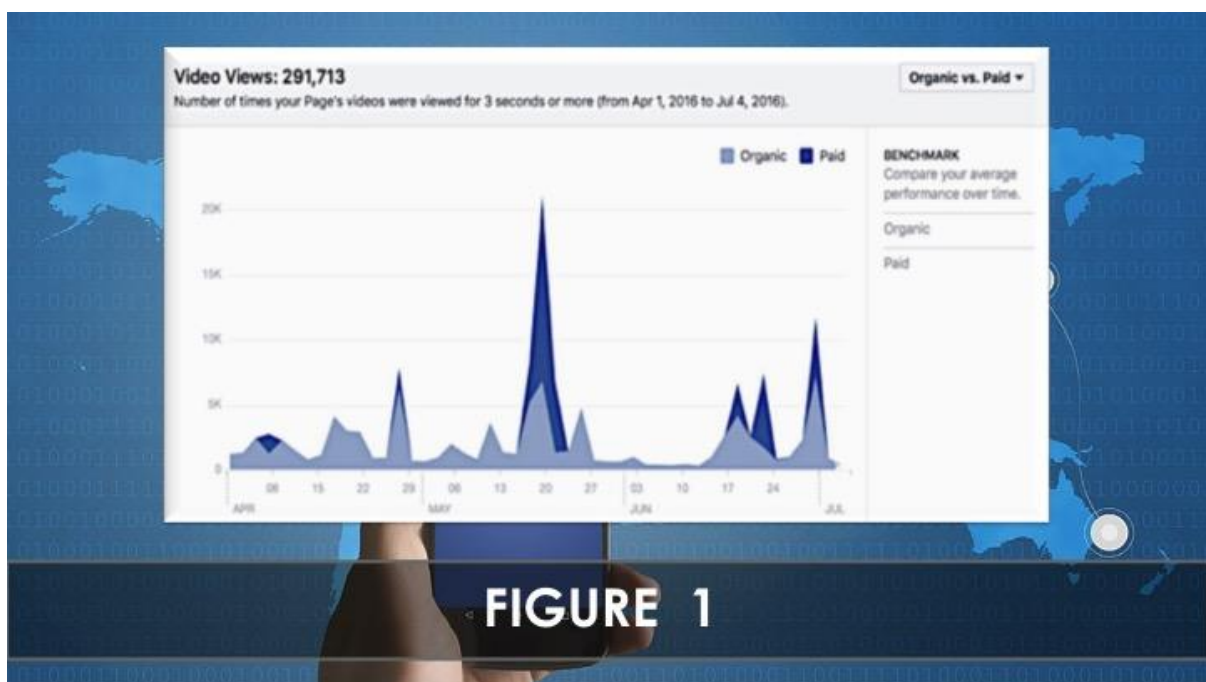 Video Views: 291,713
Organic vs. Paid
Number of times your Page's videos were viewed for 3 seconds or more (from Apr 1, 2016 to Jul 4, 2016).
Organic Paid
BENCHMARK
Compare your average
performance over time.
Organic
Paid
20K
15K
10K
5K
0
08 15 22 29 06 13 20 27 03 10 17 24
APR MAY JUN JUL
FIGURE 1